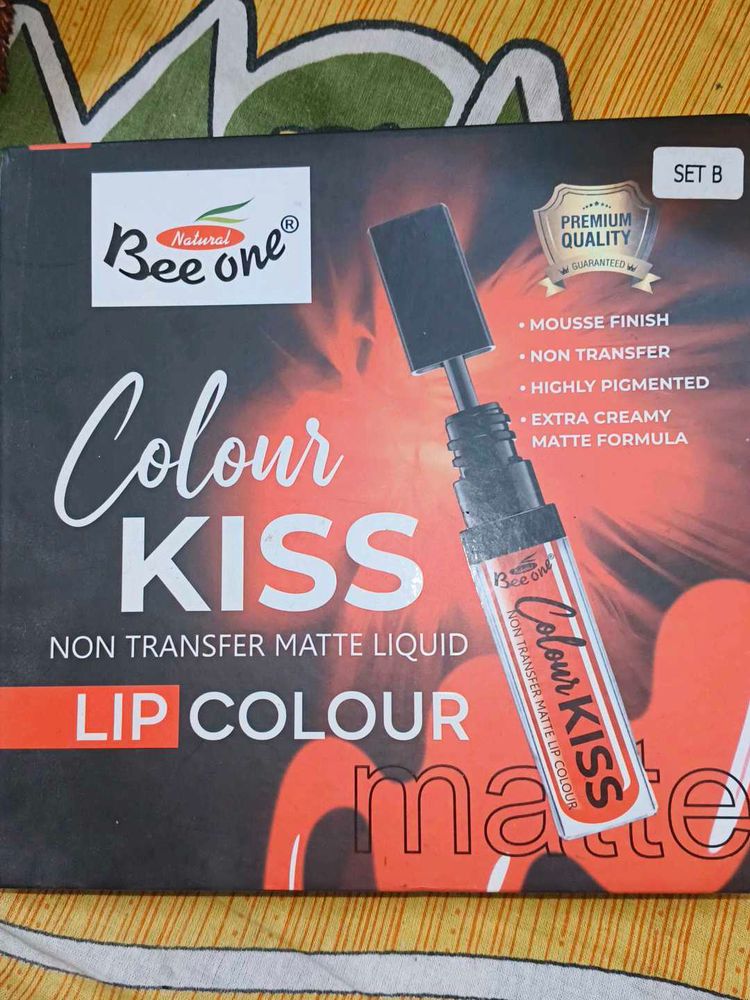 SET B
Natural
Bee one®
PREMIUM
QUALITY
GUARANTEED
• MOUSSE FINISH
• NON TRANSFER
• HIGHLY PIGMENTED
• EXTRA CREAMY
MATTE FORMULA
Colour
KISS
NON TRANSFER MATTE LIQUID
LIP COLOUR
Bee one
Colour KISS
NON TRANSFER MATTE LIP COLOUR
matte